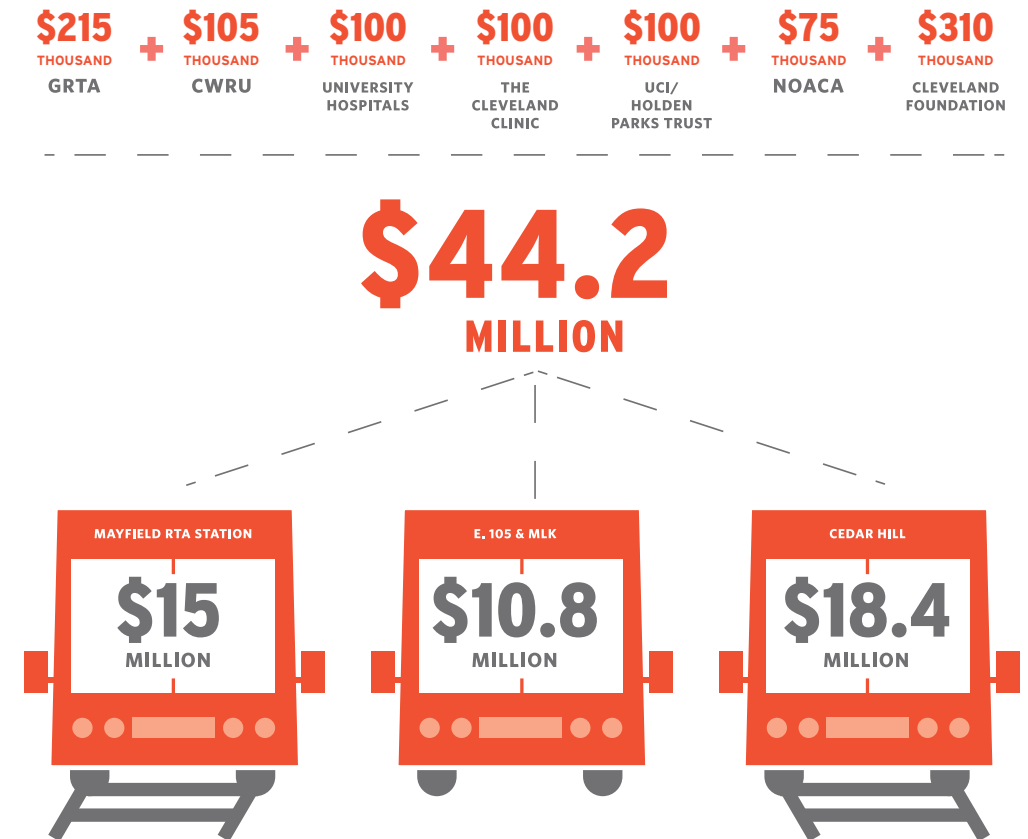 $215 + $105 + $100 + $100 + $100 + $75 + $310
THOUSAND THOUSAND THOUSAND THOUSAND THOUSAND THOUSAND THOUSAND
GRTA
CWRU
UNIVERSITY
HOSPITALS
THE
CLEVELAND
CLINIC
UCI/
HOLDEN
PARKS TRUST
NOACA
CLEVELAND
FOUNDATION
$44.2
MILLION
MAYFIELD RTA STATION
$15
MILLION
E. 105 & MLK
$10.8
MILLION
CEDAR HILL
$18.4
MILLION